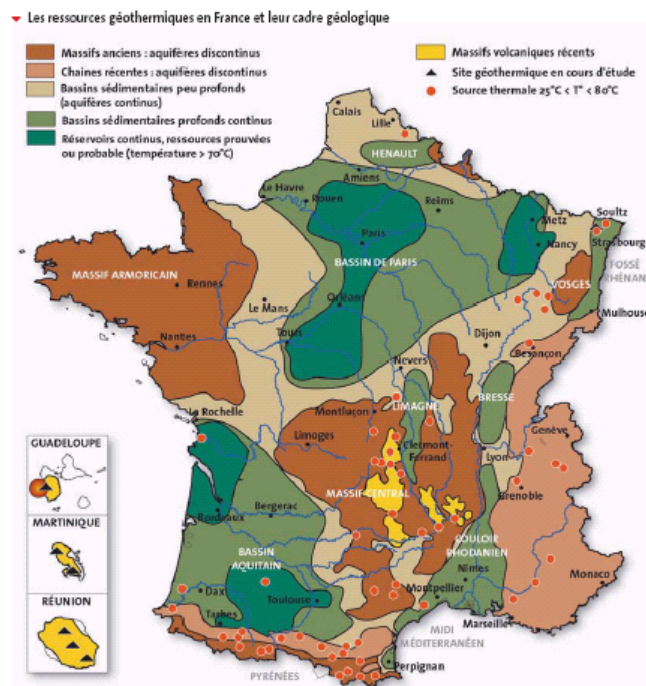 Les ressources géothermiques en France et leur cadre géologique
Massifs anciens : aquifères discontinus
Chaines récentes : aquifères discontinus
Bassins sédimentaires peu profonds
(aquifères continus)
Bassins sédimentaires profonds continus
Réservoirs continus, ressources prouvées
ou probable (température > 70°C)
Massifs volcaniques récents
Site géothermique en cours d'étude
Source thermale 25°C < T° < 80°C
Calais
Lille
HENAULT
Amiens
Le Havre
Rouen
Reims
Metz
Soultz
Paris
Nancy
Strasbourg
BASSIN DE PARIS
FOSSÉ
RHÉNAN
MASSIF ARMORICAIN
Rennes
VOSGES
Le Mans
Orléans
Mulhouse
Nantes
Tours
Dijon
Besançon
Nevers
BRESSE
La Rochelle
Montluçon
LIMAGNE
Genève
GUADELOUPE
Limoges
Clermont-
Ferrand
Lyon
MASSIF CENTRAL
Grenoble
MARTINIQUE
Bordeaux
Bergerac
COULOIR
RHODANIEN
BASSIN
AQUITAIN
Nîmes
RÉUNION
Dax
Toulouse
Montpellier
Monaco
Tarbes
Marseille
MIDI
MÉDITERRANÉEN
Perpignan
PYRÉNÉES